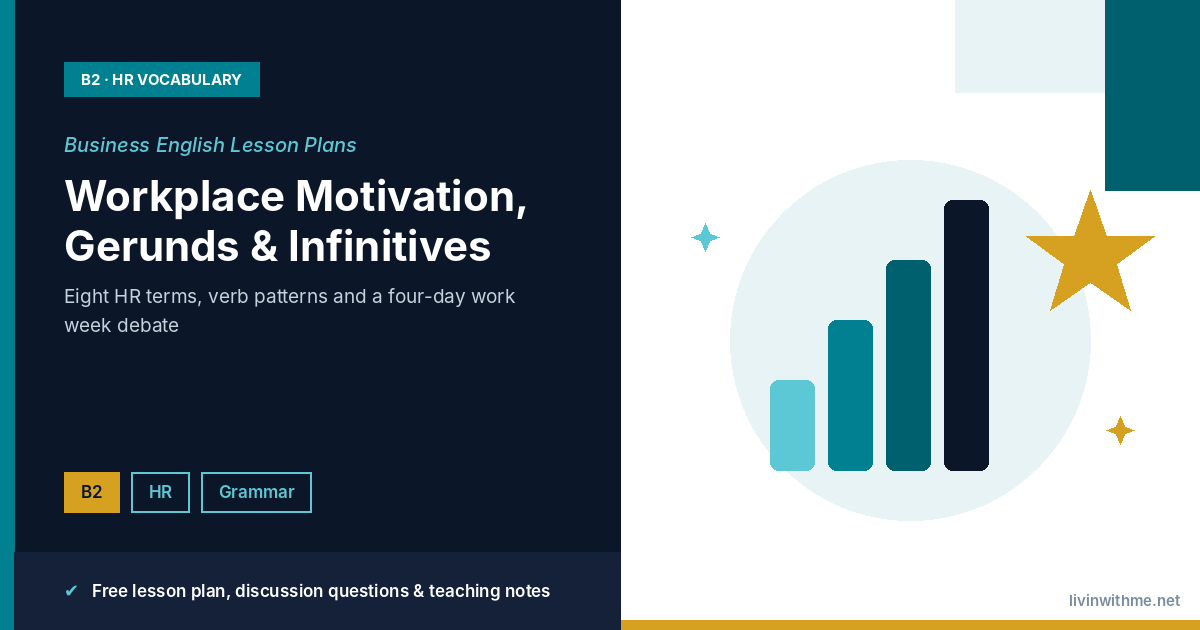 B2 · HR VOCABULARY
Business English Lesson Plans
Workplace Motivation,
Gerunds & Infinitives
Eight HR terms, verb patterns and a four-day work
week debate
B2
HR
Grammar
✔ Free lesson plan, discussion questions & teaching notes
livinwithme.net